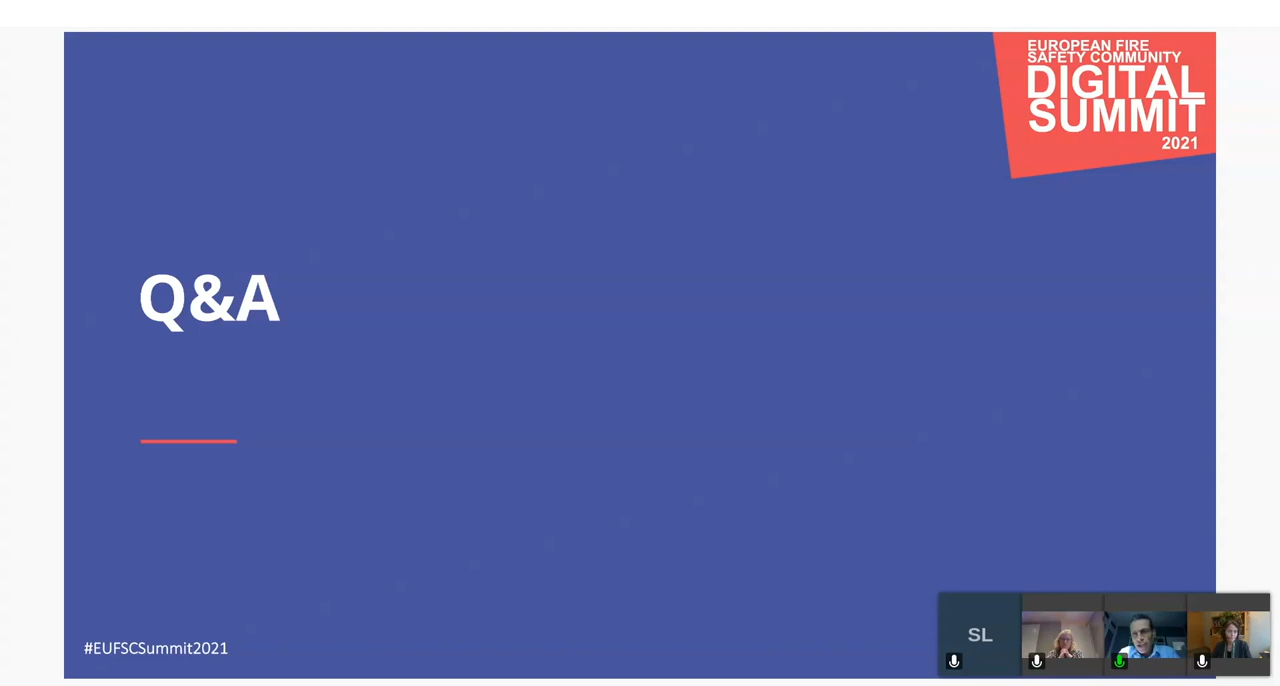 EUROPEAN FIRE
SAFETY COMMUNITY
DIGITAL
SUMMIT
2021
Q&A
#EUFSCSummit2021
SL